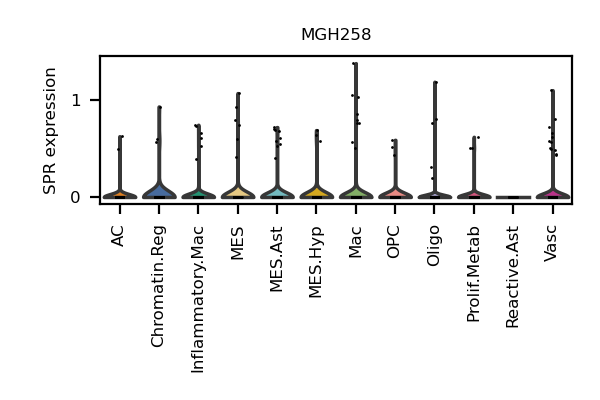 MGH258
SPR expression
1
0
AC
Chromatin.Reg
Inflammatory.Mac
MES
MES.Ast
MES.Hyp
Mac
OPC
Oligo
Prolif.Metab
Reactive.Ast
Vasc